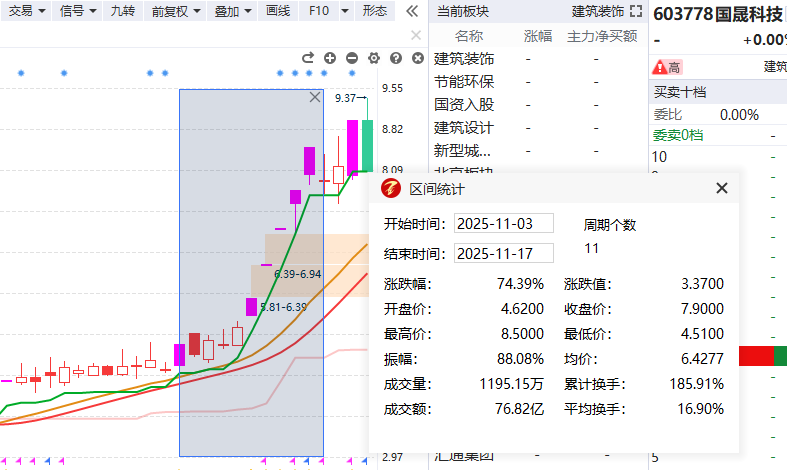 交易 信号 九转 前复权 叠加 画线 F10 形态
当前板块 建筑装饰
名称 涨幅 主力净买额
建筑装饰 - -
节能环保 - -
国资入股 - -
建筑设计 - -
新型城... - -
汇通集团 - -
603778国晟科技
- +0.00
高 建筑
买卖十档
委比 0.00%
委卖0档 -
10 -
5 -
9.55
8.82
8.09
2.97
9.37→
6.39-6.94
5.81-6.39
区间统计
开始时间： 2025-11-03 周期个数
结束时间： 2025-11-17 11
涨跌幅： 74.39% 涨跌值： 3.3700
开盘价： 4.6200 收盘价： 7.9000
最高价： 8.5000 最低价： 4.5100
振幅： 88.08% 均价： 6.4277
成交量： 1195.15万 累计换手： 185.91%
成交额： 76.82亿 平均换手： 16.90%